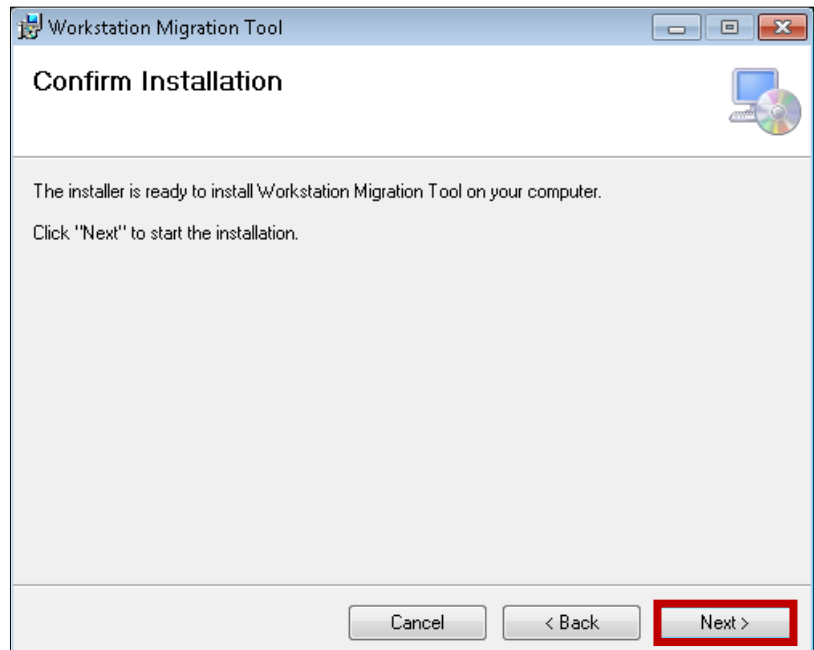 Workstation Migration Tool
Confirm Installation
The installer is ready to install Workstation Migration Tool on your computer.
Click "Next" to start the installation.
Cancel
< Back
Next >